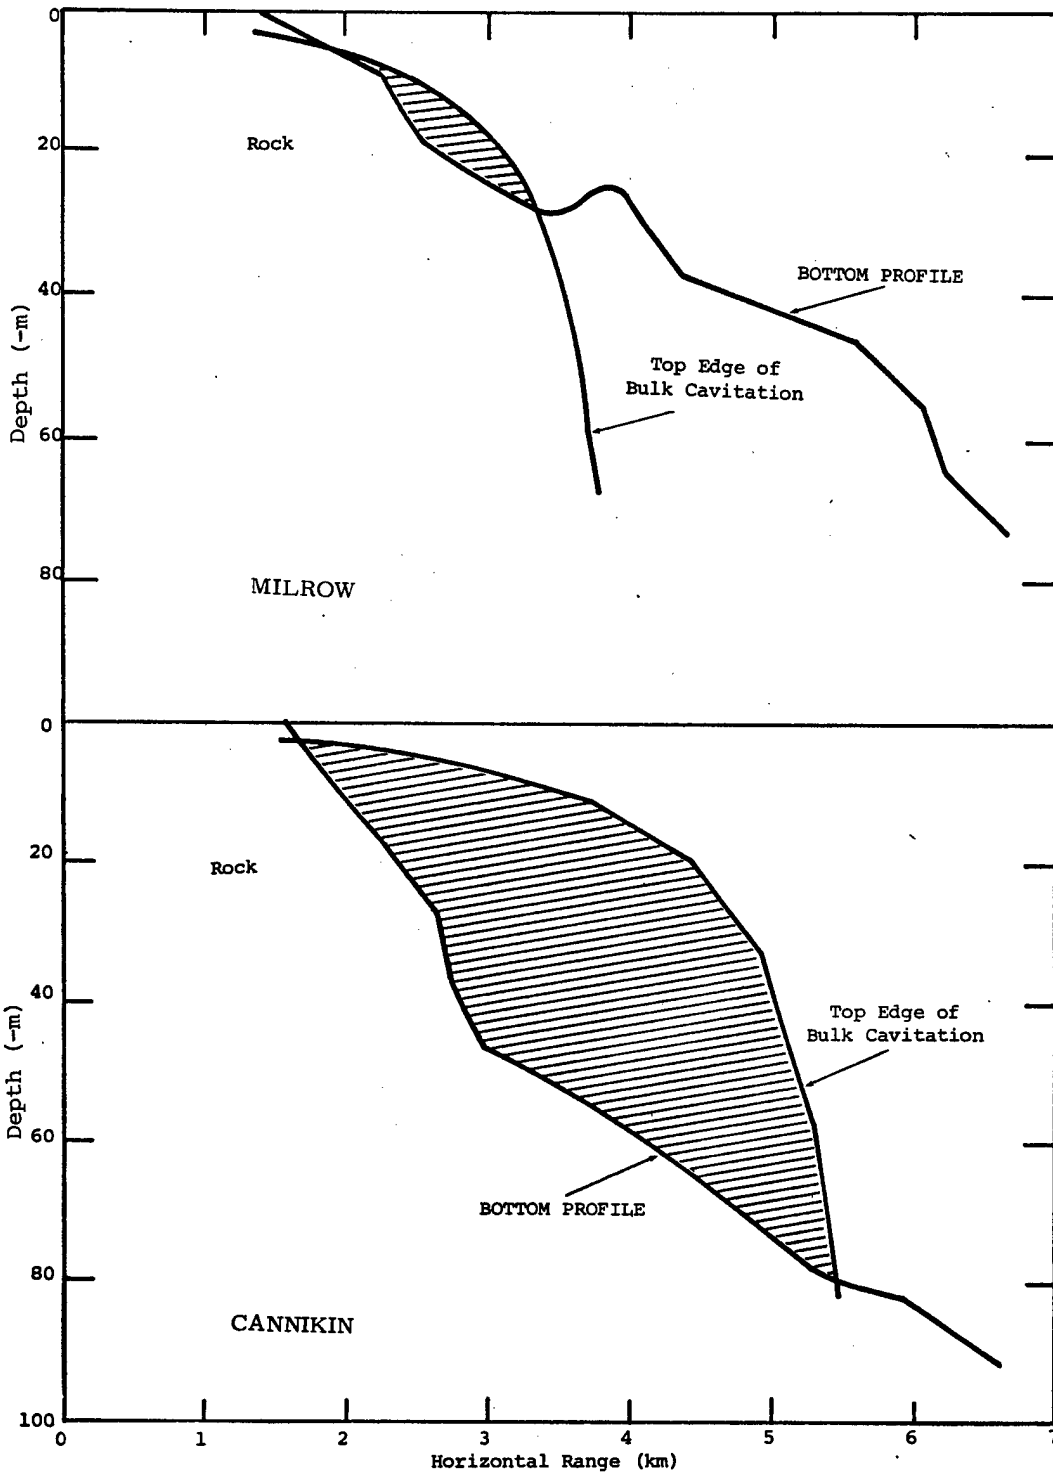 0
20
40
60
80
Depth (-m)
Rock
BOTTOM PROFILE
Top Edge of
Bulk Cavitation
MILROW
0
20
40
60
80
100
Depth (-m)
Rock
Top Edge of
Bulk Cavitation
BOTTOM PROFILE
CANNIKIN
0 1 2 3 4 5 6 7
Horizontal Range (km)